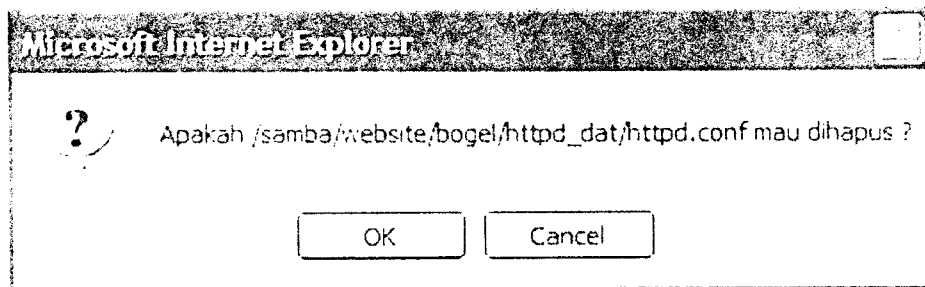 Microsoft Internet Explorer
?
Apakah /samba/website/bogel/httpd_dat/httpd.conf mau dihapus ?
OK Cancel